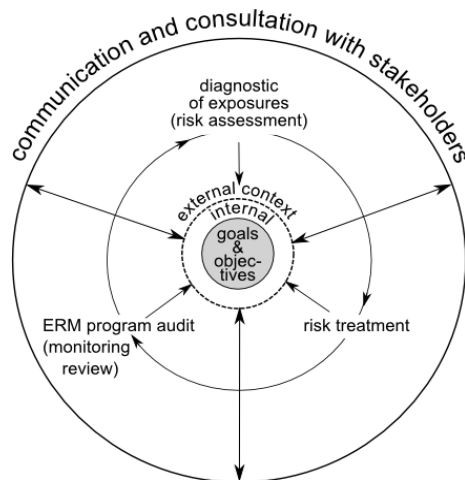 communication and consultation with stakeholders
diagnostic
of exposures
(risk assessment)
external context
internal
goals
&
objec-
tives
ERM program audit
(monitoring
review)
risk treatment